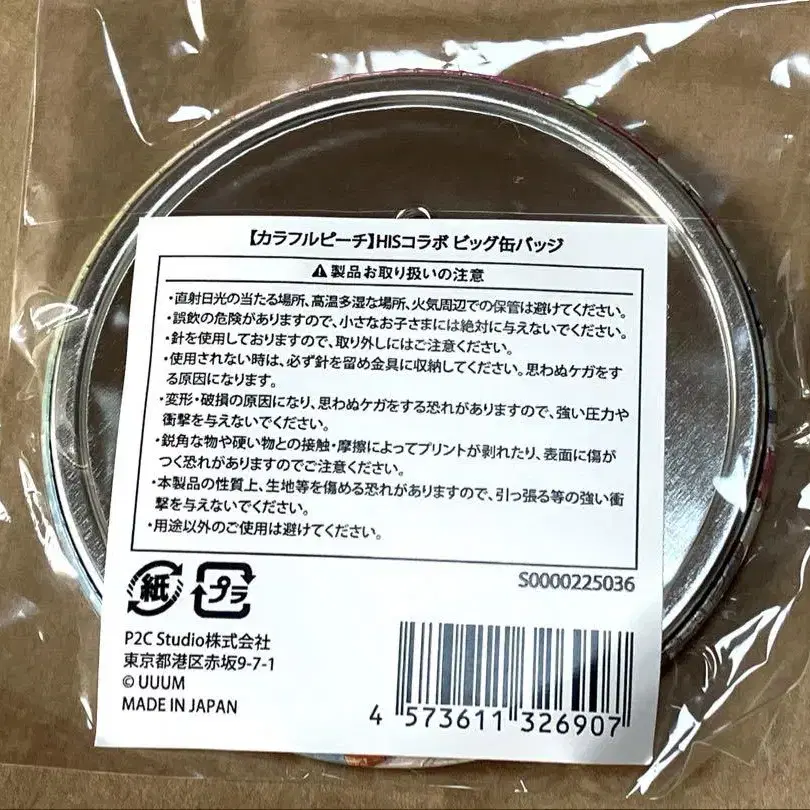 【カラフルピーチ】HISコラボ ビッグ缶バッジ
⚠製品お取り扱いの注意
・直射日光の当たる場所、高温多湿な場所、火気周辺での保管は避けてください。
・誤飲の危険がありますので、小さなお子さまには絶対に与えないでください。
・針を使用しておりますので、取り外しにはご注意ください。
・使用されない時は、必ず針を留め金具に収納してください。思わぬケガをす
る原因になります。
・変形・破損の原因になり、思わぬケガをする恐れがありますので、強い圧力や
衝撃を与えないでください。
・鋭角な物や硬い物との接触・摩擦によってプリントが剥れたり、表面に傷が
つく恐れがありますのでご注意ください。
・本製品の性質上、生地等を傷める恐れがありますので、引っ張る等の強い衝
撃を与えないでください。
・用途以外のご使用は避けてください。
S0000225036
紙 プラ
P2C Studio株式会社
東京都港区赤坂9-7-1
© UUUM
MADE IN JAPAN
4 573611 326907